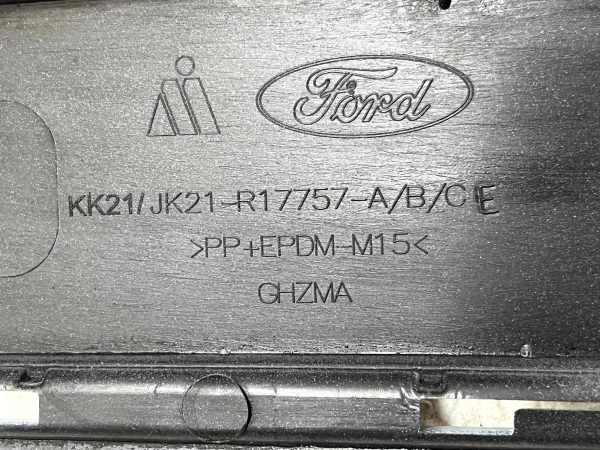 Ford
KK21/JK21-R17757-A/B/C E
>PP+EPDM-M15<
GHZMA